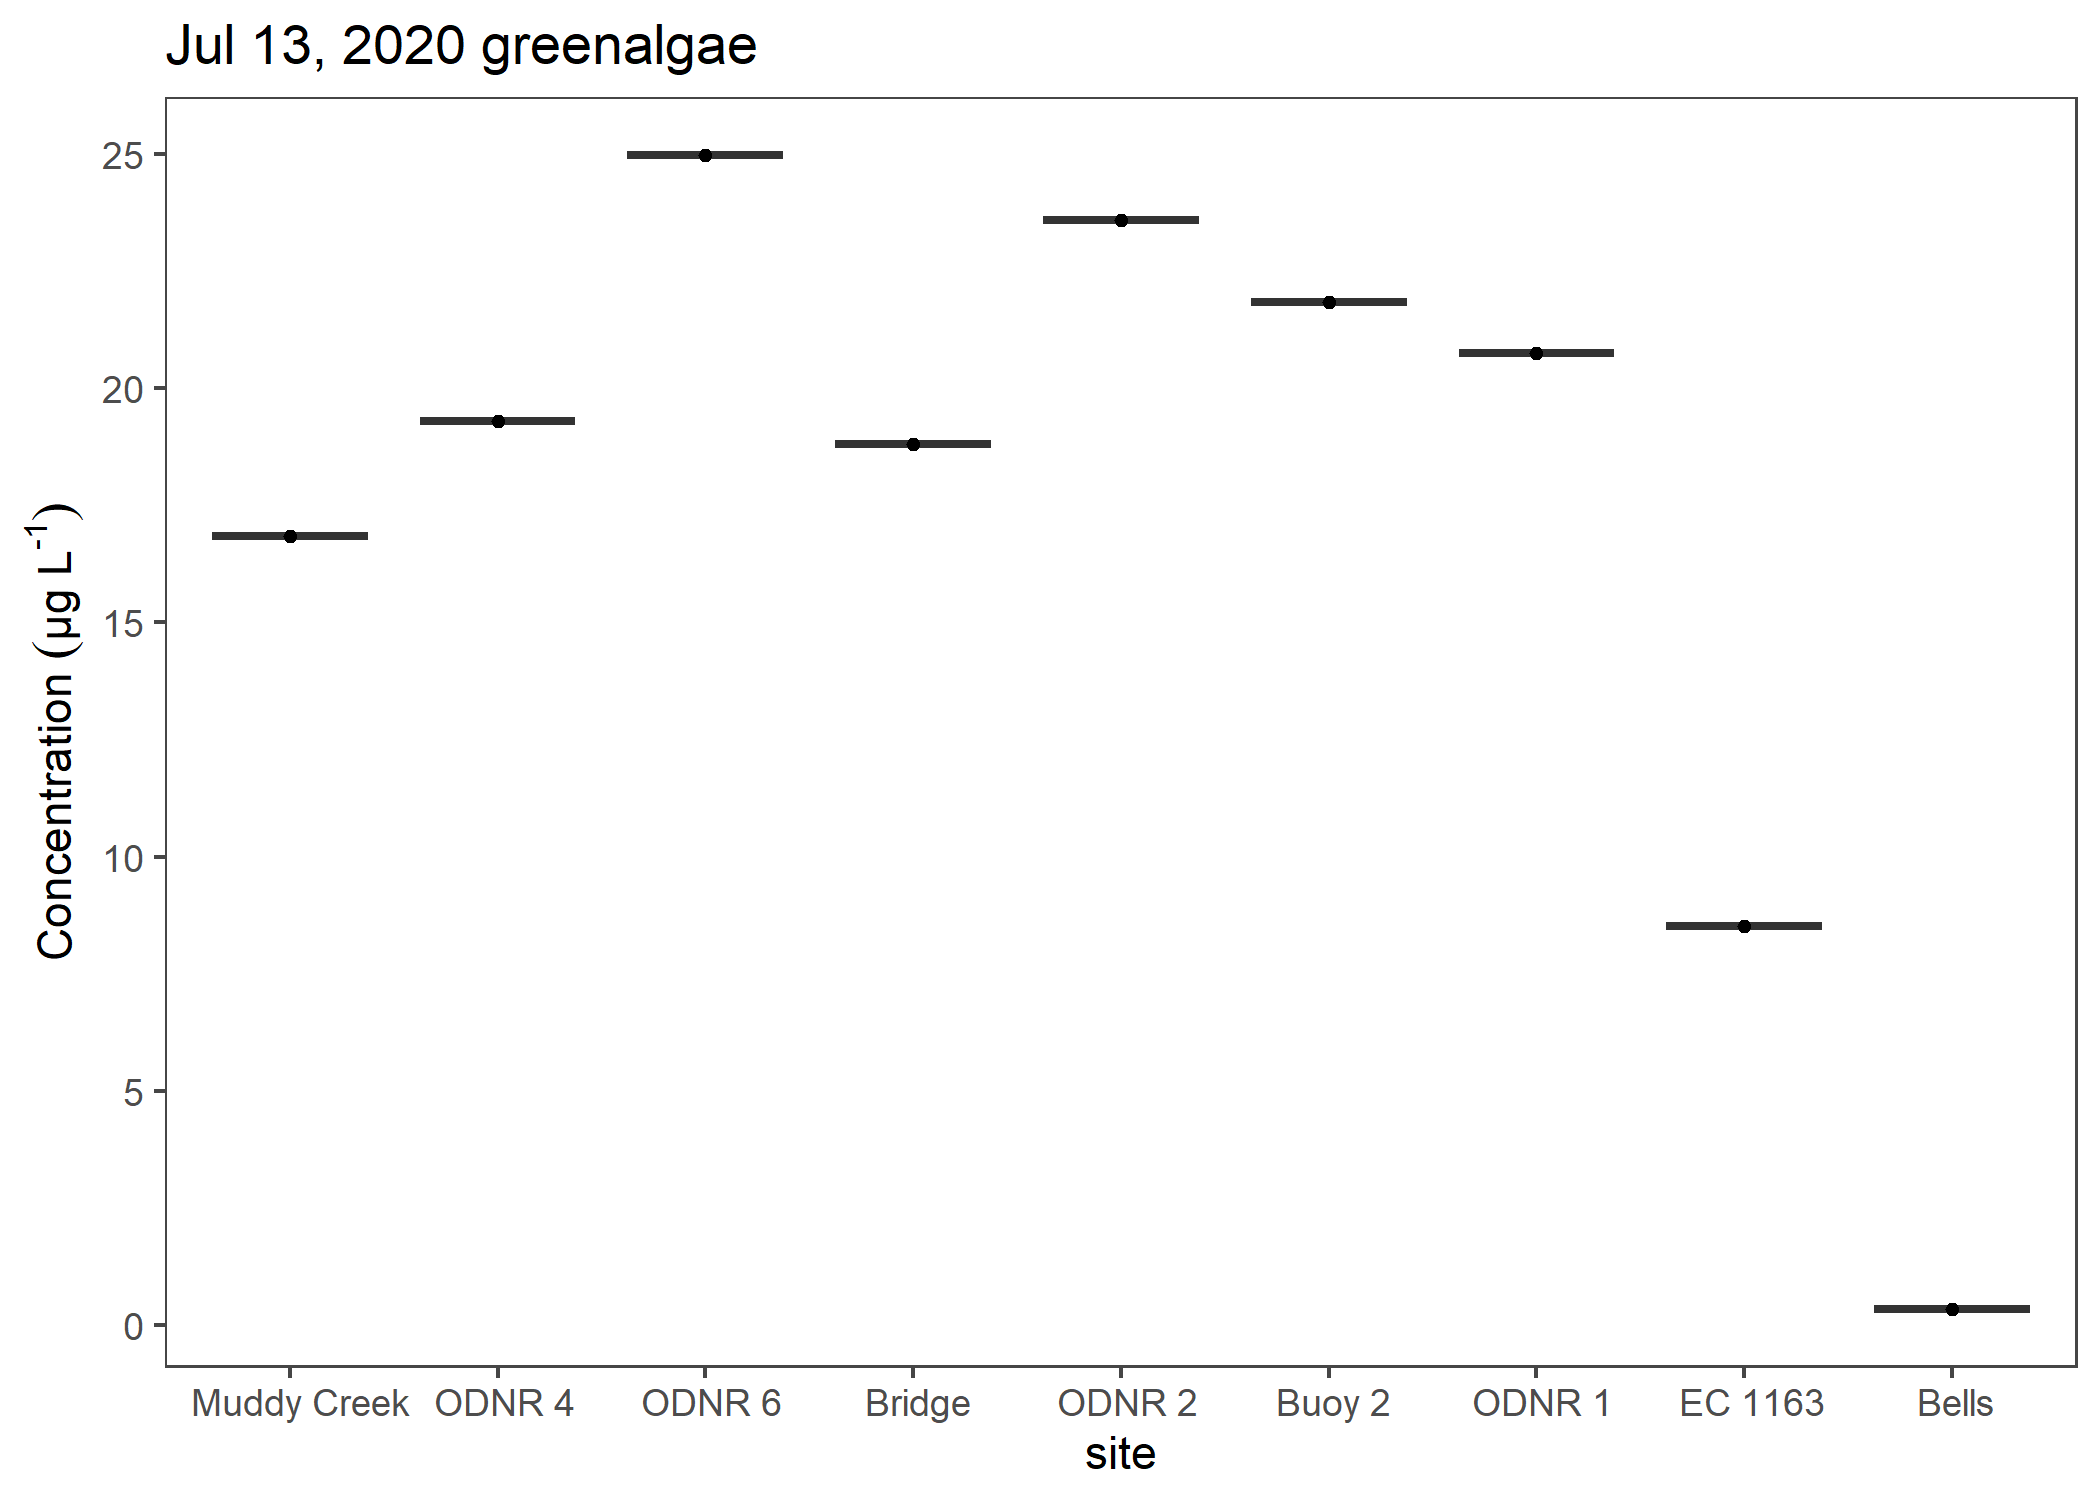 Jul 13, 2020 greenalgae
Concentration (µg L⁻¹)
25
20
15
10
5
0
Muddy Creek ODNR 4 ODNR 6 Bridge ODNR 2 Buoy 2 ODNR 1 EC 1163 Bells
site